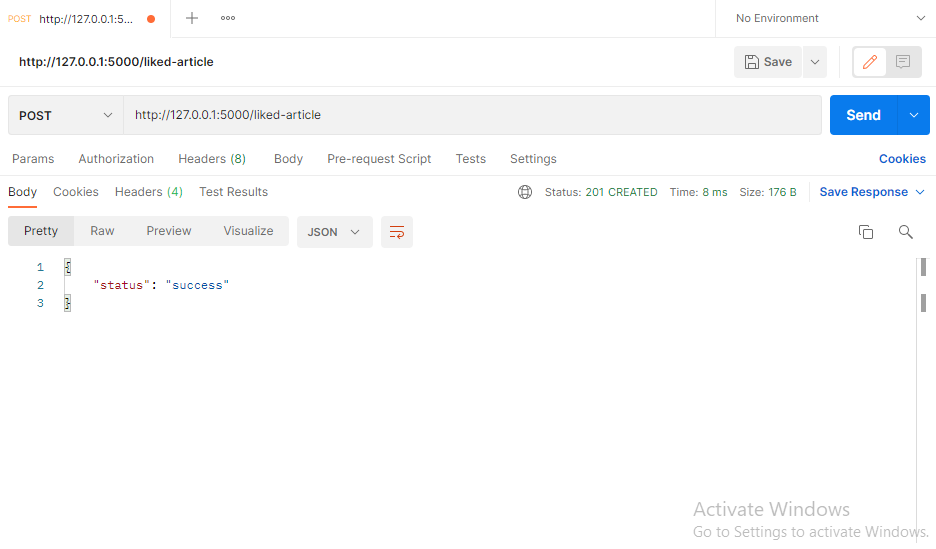 POST http://127.0.0.1:5... No Environment
http://127.0.0.1:5000/liked-article Save
POST http://127.0.0.1:5000/liked-article Send
Params Authorization Headers (8) Body Pre-request Script Tests Settings Cookies
Body Cookies Headers (4) Test Results Status: 201 CREATED Time: 8 ms Size: 176 B Save Response
Pretty Raw Preview Visualize JSON
1 {
2 "status": "success"
3 }
Activate Windows
Go to Settings to activate Windows.